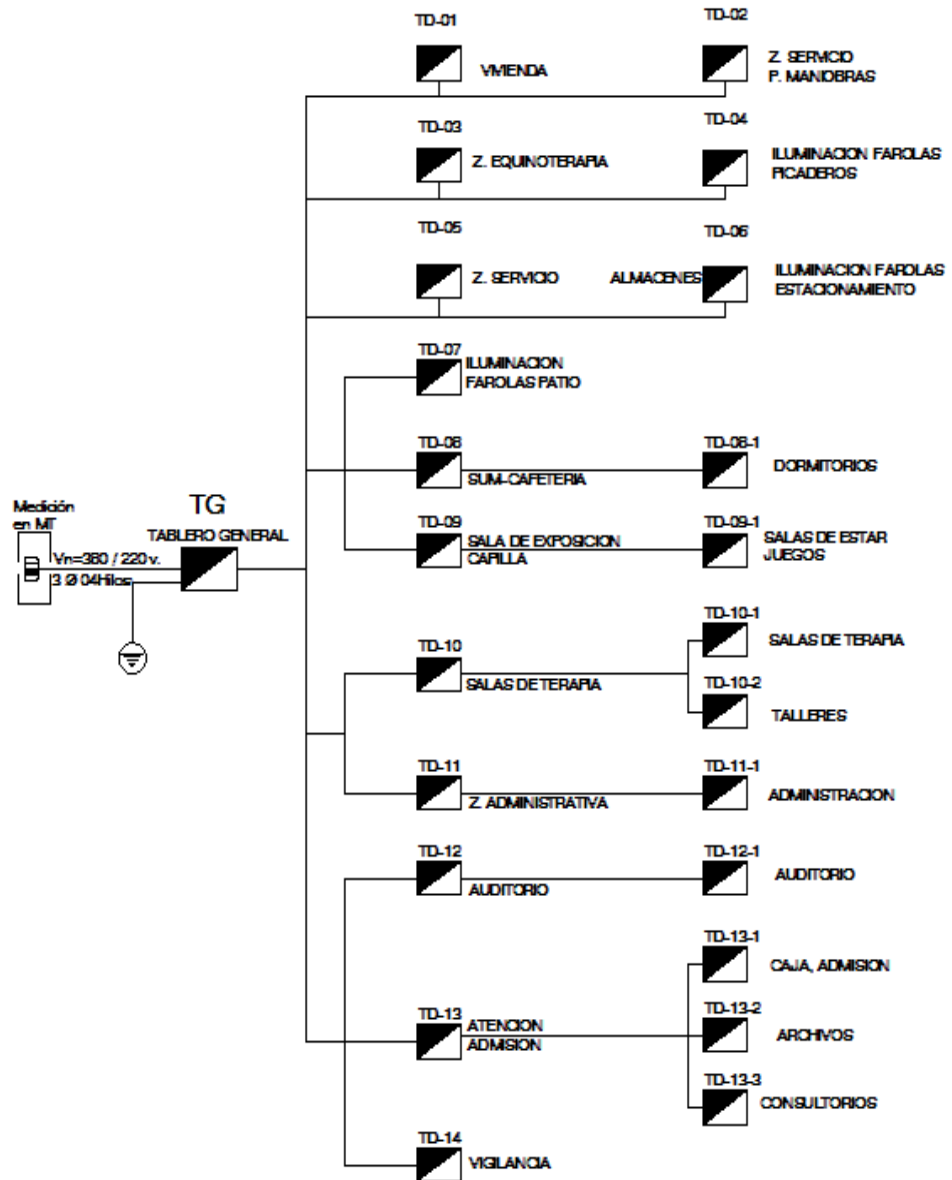 TD-01
VIVIENDA
TD-02
Z. SERVICIO
P. MANIOBRAS
TD-03
Z. EQUINOTERAPIA
TD-04
ILUMINACION FAROLAS
PICADEROS
TD-05
Z. SERVICIO ALMACENES
TD-06
ILUMINACION FAROLAS
ESTACIONAMIENTO
TD-07
ILUMINACION
FAROLAS PATIO
TD-08
SUM-CAFETERIA
TD-08-1
DORMITORIOS
Medición
en MT
Vn=380 / 220 v.
3 Ø 04Hilos
TG
TABLERO GENERAL
TD-09
SALA DE EXPOSICION
CAPILLA
TD-09-1
SALAS DE ESTAR
JUEGOS
TD-10
SALAS DE TERAPIA
TD-10-1
SALAS DE TERAPIA
TD-10-2
TALLERES
TD-11
Z. ADMINISTRATIVA
TD-11-1
ADMINISTRACION
TD-12
AUDITORIO
TD-12-1
AUDITORIO
TD-13
ATENCION
ADMISION
TD-13-1
CAJA, ADMISION
TD-13-2
ARCHIVOS
TD-13-3
CONSULTORIOS
TD-14
VIGILANCIA